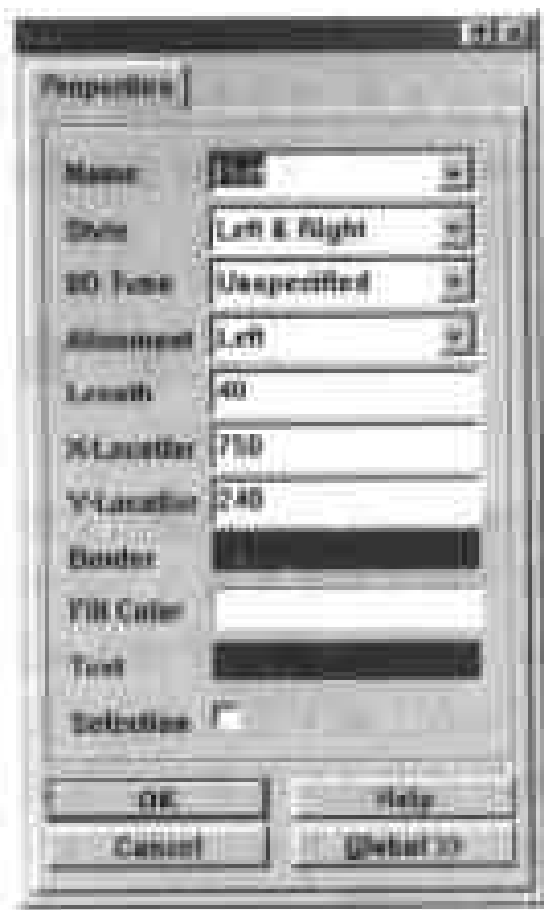 Properties
Name
Style Left & Right
I/O Type Unspecified
Alignment Left
Length 40
X-Location 750
Y-Location 240
Border
Fill Color
Text
Selection
OK Help
Cancel Global >>